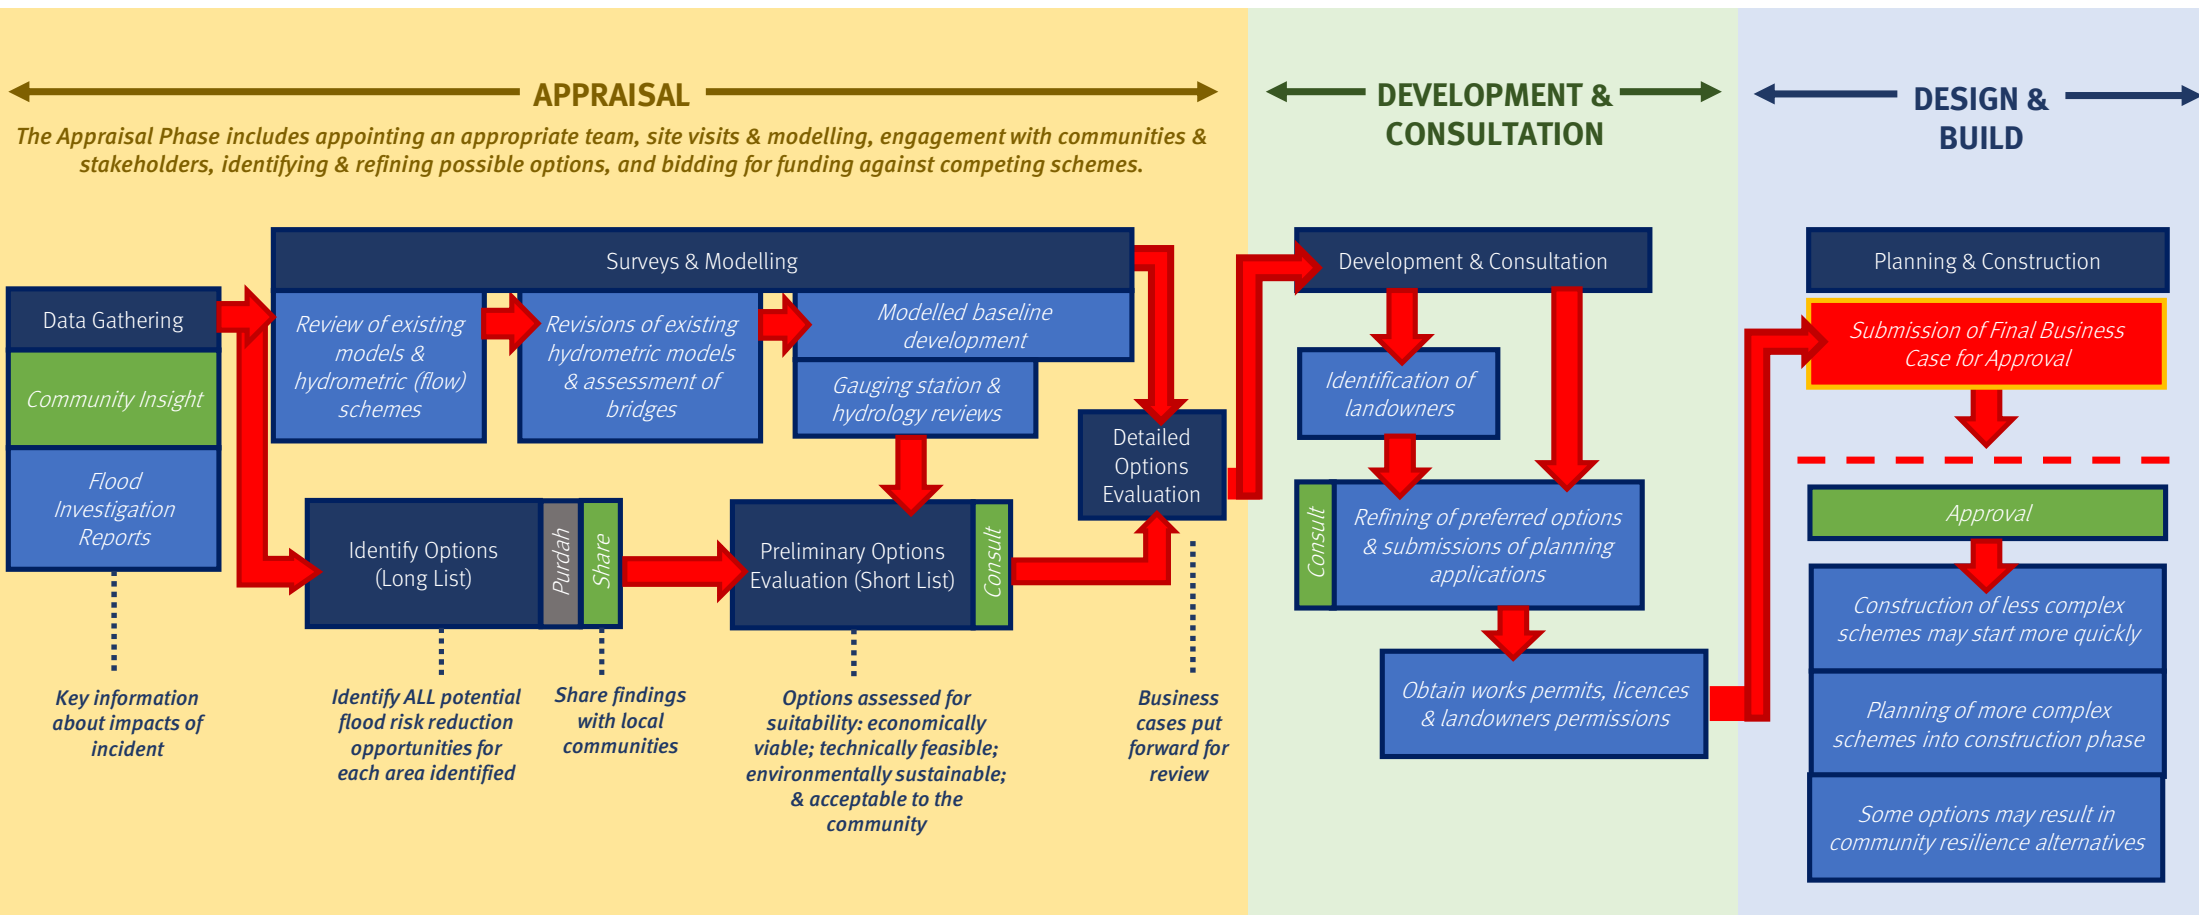 APPRAISAL
The Appraisal Phase includes appointing an appropriate team, site visits & modelling, engagement with communities &
stakeholders, identifying & refining possible options, and bidding for funding against competing schemes.
Data Gathering
Community Insight
Flood
Investigation
Reports
Key information
about impacts of
incident
Surveys & Modelling
Review of existing
models &
hydrometric (flow)
schemes
Revisions of existing
hydrometric models
& assessment of
bridges
Modelled baseline
development
Gauging station &
hydrology reviews
Identify Options
(Long List)
Purdah
Share
Identify ALL potential
flood risk reduction
opportunities for
each area identified
Share findings
with local
communities
Preliminary Options
Evaluation (Short List)
Consult
Options assessed for
suitability: economically
viable; technically feasible;
environmentally sustainable;
& acceptable to the
community
Detailed
Options
Evaluation
Business
cases put
forward for
review
DEVELOPMENT &
CONSULTATION
Development & Consultation
Identification of
landowners
Consult
Refining of preferred options
& submissions of planning
applications
Obtain works permits, licences
& landowners permissions
DESIGN &
BUILD
Planning & Construction
Submission of Final Business
Case for Approval
Approval
Construction of less complex
schemes may start more quickly
Planning of more complex
schemes into construction phase
Some options may result in
community resilience alternatives